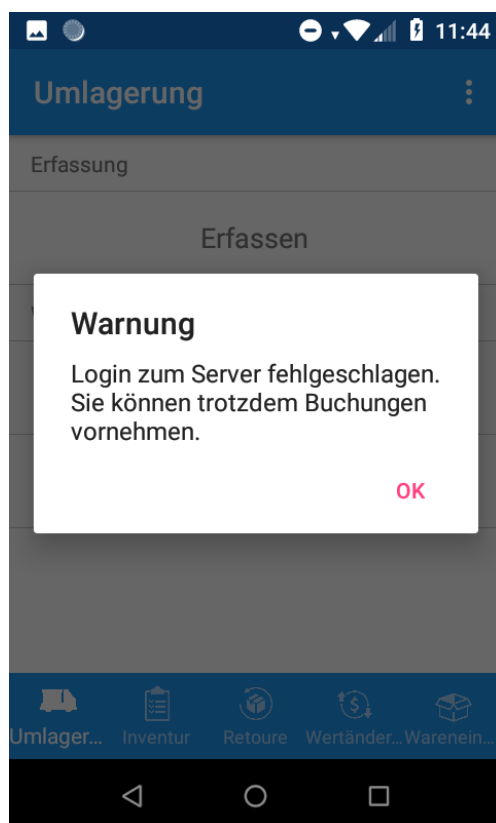 11:44
Umlagerung
Erfassung
Erfassen
Warnung
Login zum Server fehlgeschlagen.
Sie können trotzdem Buchungen
vornehmen.
OK
Umlager... Inventur Retoure Wertänder... Warenein...